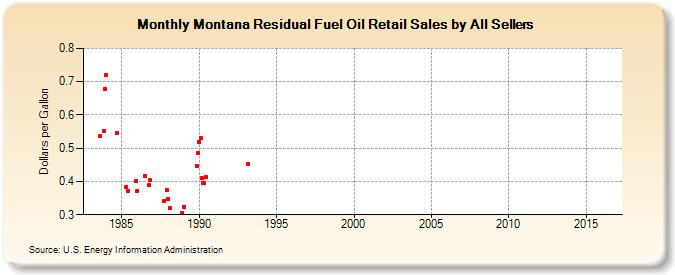 Monthly Montana Residual Fuel Oil Retail Sales by All Sellers
Dollars per Gallon
0.8
0.7
0.6
0.5
0.4
0.3
1985 1990 1995 2000 2005 2010 2015
Source: U.S. Energy Information Administration